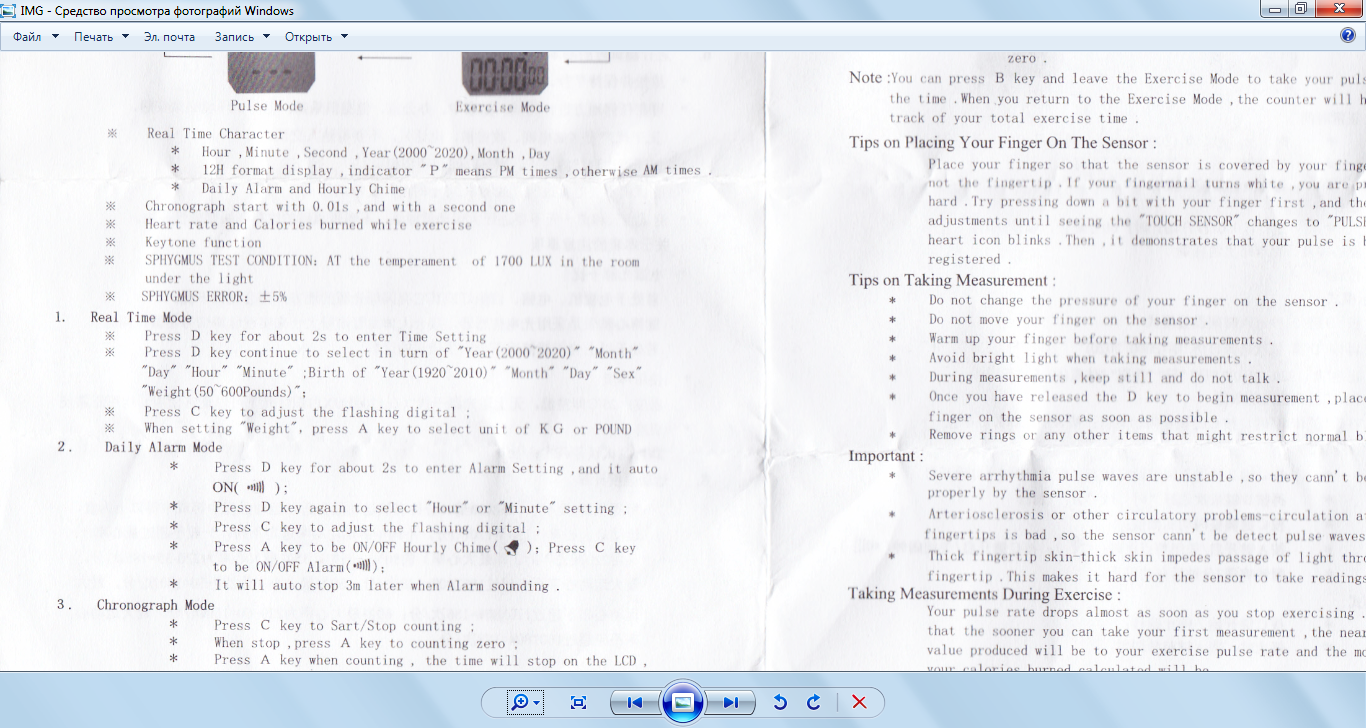 IMG - Средство просмотра фотографий Windows
Файл Печать Эл. почта Запись Открыть
00:00 00
Pulse Mode Exercise Mode
※ Real Time Character
* Hour ,Minute ,Second ,Year(2000~2020),Month ,Day
* 12H format display ,indicator "P" means PM times ,otherwise AM times .
* Daily Alarm and Hourly Chime
※ Chronograph start with 0.01s ,and with a second one
※ Heart rate and Calories burned while exercise
※ Keytone function
※ SPHYGMUS TEST CONDITION: AT the temperament of 1700 LUX in the room
under the light
※ SPHYGMUS ERROR: ±5%
1. Real Time Mode
※ Press D key for about 2s to enter Time Setting
※ Press D key continue to select in turn of "Year(2000~2020)" "Month"
"Day" "Hour" "Minute" ;Birth of "Year(1920~2010)" "Month" "Day" "Sex"
"Weight(50~600Pounds)";
※ Press C key to adjust the flashing digital ;
※ When setting "Weight", press A key to select unit of KG or POUND
2. Daily Alarm Mode
* Press D key for about 2s to enter Alarm Setting ,and it auto
ON( );
* Press D key again to select "Hour" or "Minute" setting ;
* Press C key to adjust the flashing digital ;
* Press A key to be ON/OFF Hourly Chime( ); Press C key
to be ON/OFF Alarm( );
* It will auto stop 3m later when Alarm sounding .
3. Chronograph Mode
* Press C key to Sart/Stop counting ;
* When stop ,press A key to counting zero ;
* Press A key when counting , the time will stop on the LCD ,
zero .
Note :You can press B key and leave the Exercise Mode to take your
the time .When you return to the Exercise Mode ,the counter will
track of your total exercise time .
Tips on Placing Your Finger On The Sensor :
Place your finger so that the sensor is covered by your
not the fingertip .If your fingernail turns white ,you are
hard .Try pressing down a bit with your finger first ,and
adjustments until seeing the "TOUCH SENSOR" changes to
heart icon blinks .Then ,it demonstrates that your pulse is
registered .
Tips on Taking Measurement :
* Do not change the pressure of your finger on the sensor .
* Do not move your finger on the sensor .
* Warm up your finger before taking measurements .
* Avoid bright light when taking measurements .
* During measurements ,keep still and do not talk .
* Once you have released the D key to begin measurement ,
finger on the sensor as soon as possible .
* Remove rings or any other items that might restrict normal
Important :
* Severe arrhythmia pulse waves are unstable ,so they cann't
properly by the sensor .
* Arteriosclerosis or other circulatory problems-circulation
fingertips is bad ,so the sensor cann't be detect pulse waves
* Thick fingertip skin-thick skin impedes passage of light
fingertip .This makes it hard for the sensor to take readings
Taking Measurements During Exercise :
Your pulse rate drops almost as soon as you stop exercising .
that the sooner you can take your first measurement ,the
value produced will be to your exercise pulse rate and the
your calories burned calculated will be